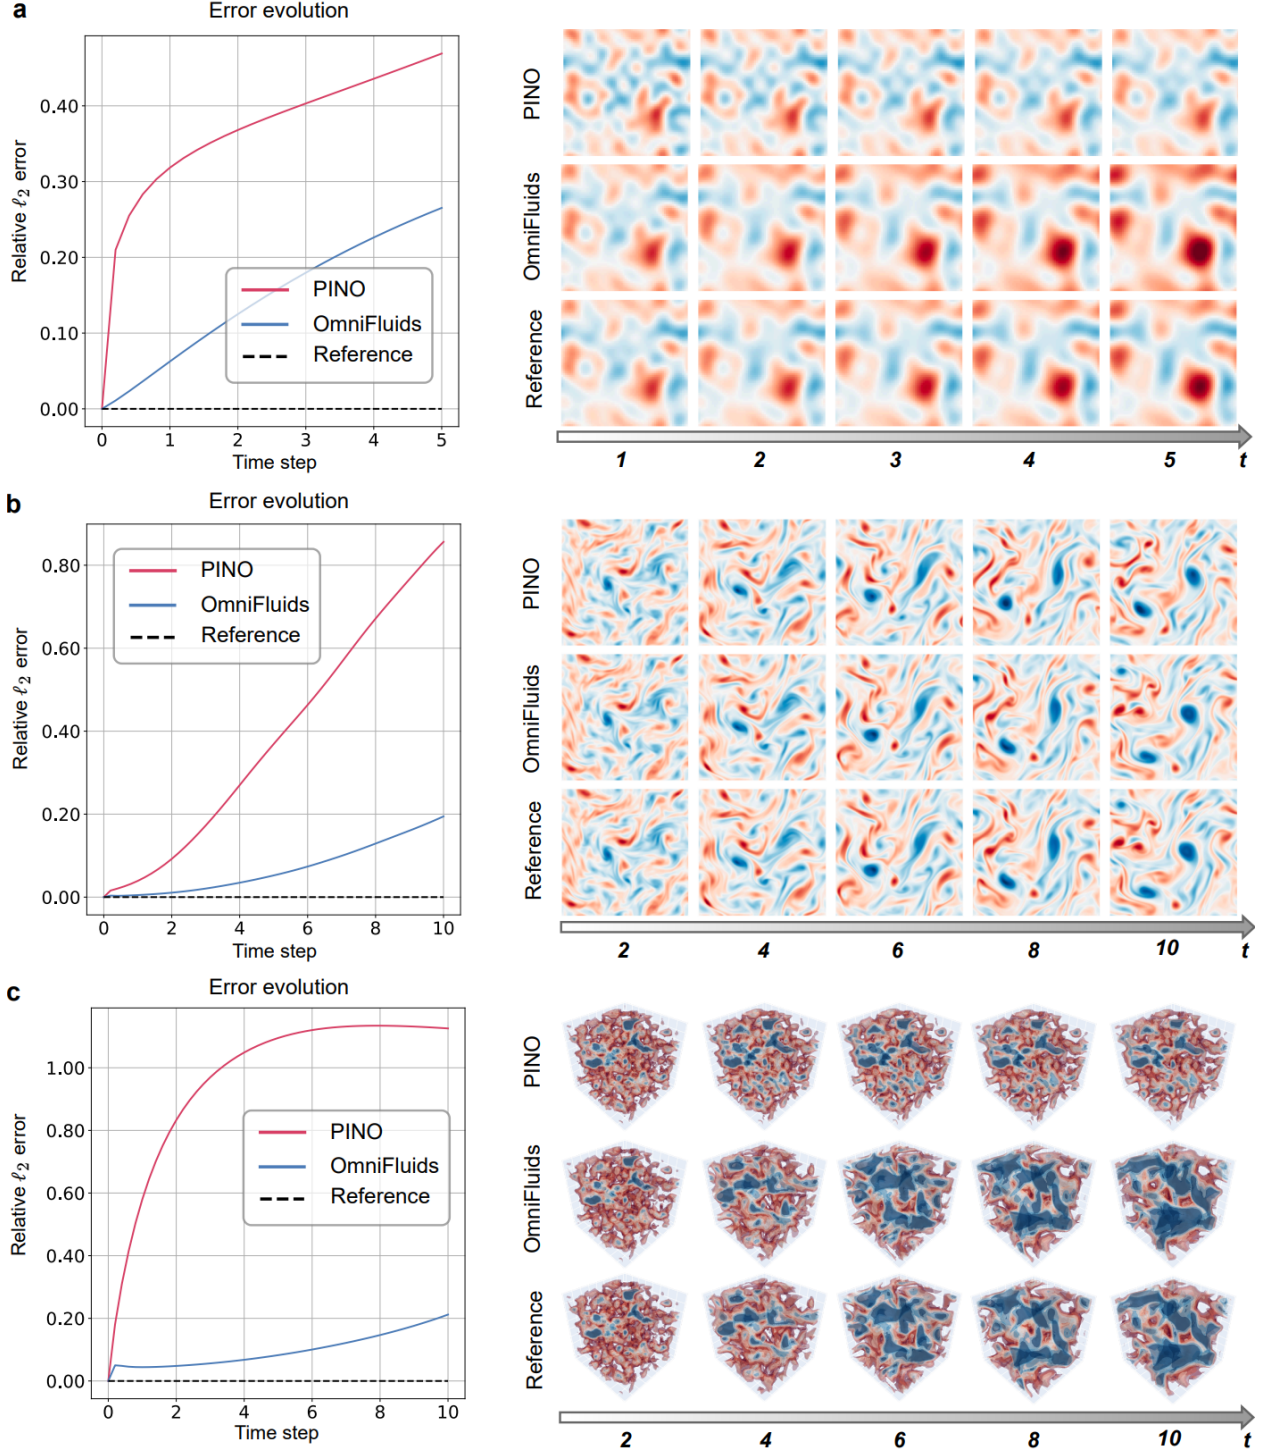 a
Error evolution
Relative ℓ2 error
0.40
0.30
0.20
0.10
0.00
PINO
OmniFluids
Reference
0 1 2 3 4 5
Time step
PINO
OmniFluids
Reference
1 2 3 4 5 t
b
Error evolution
Relative ℓ2 error
0.80
0.60
0.40
0.20
0.00
PINO
OmniFluids
Reference
0 2 4 6 8 10
Time step
PINO
OmniFluids
Reference
2 4 6 8 10 t
c
Error evolution
Relative ℓ2 error
1.00
0.80
0.60
0.40
0.20
0.00
PINO
OmniFluids
Reference
0 2 4 6 8 10
Time step
PINO
OmniFluids
Reference
2 4 6 8 10 t